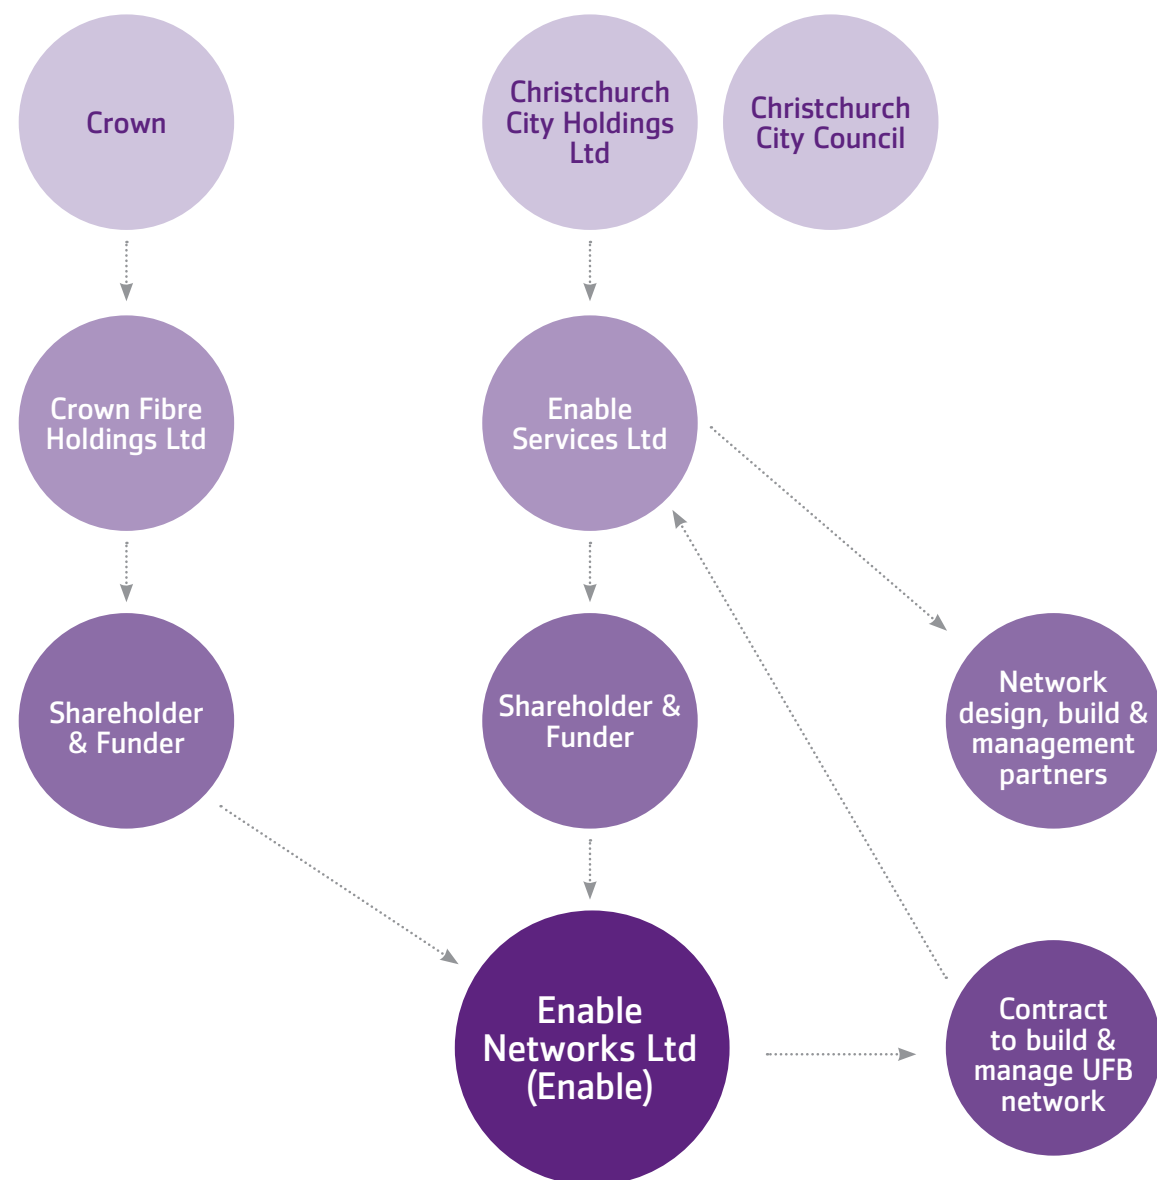 Crown
Christchurch
City Holdings
Ltd
Christchurch
City Council
Crown Fibre
Holdings Ltd
Enable
Services Ltd
Shareholder
& Funder
Shareholder &
Funder
Network
design, build &
management
partners
Enable
Networks Ltd
(Enable)
Contract
to build &
manage UFB
network